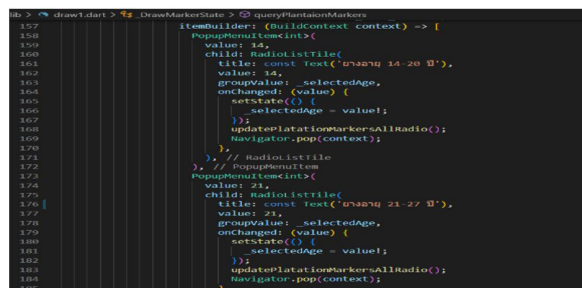 lib > draw1.dart > _DrawMarkerState > queryPlantaionMarkers
157 itemBuilder: (BuildContext context) => [
158 PopupMenuItem<int>(
159 value: 14,
160 child: RadioListTile(
161 title: const Text('ยางอายุ 14-20 ปี'),
162 value: 14,
163 groupValue: _selectedAge,
164 onChanged: (value) {
165 setState(() {
166 _selectedAge = value!;
167 });
168 updatePlatationMarkersAllRadio();
169 Navigator.pop(context);
170 },
171 ), // RadioListTile
172 ), // PopupMenuItem
173 PopupMenuItem<int>(
174 value: 21,
175 child: RadioListTile(
176 title: const Text('ยางอายุ 21-27 ปี'),
177 value: 21,
178 groupValue: _selectedAge,
179 onChanged: (value) {
180 setState(() {
181 _selectedAge = value!;
182 });
183 updatePlatationMarkersAllRadio();
184 Navigator.pop(context);